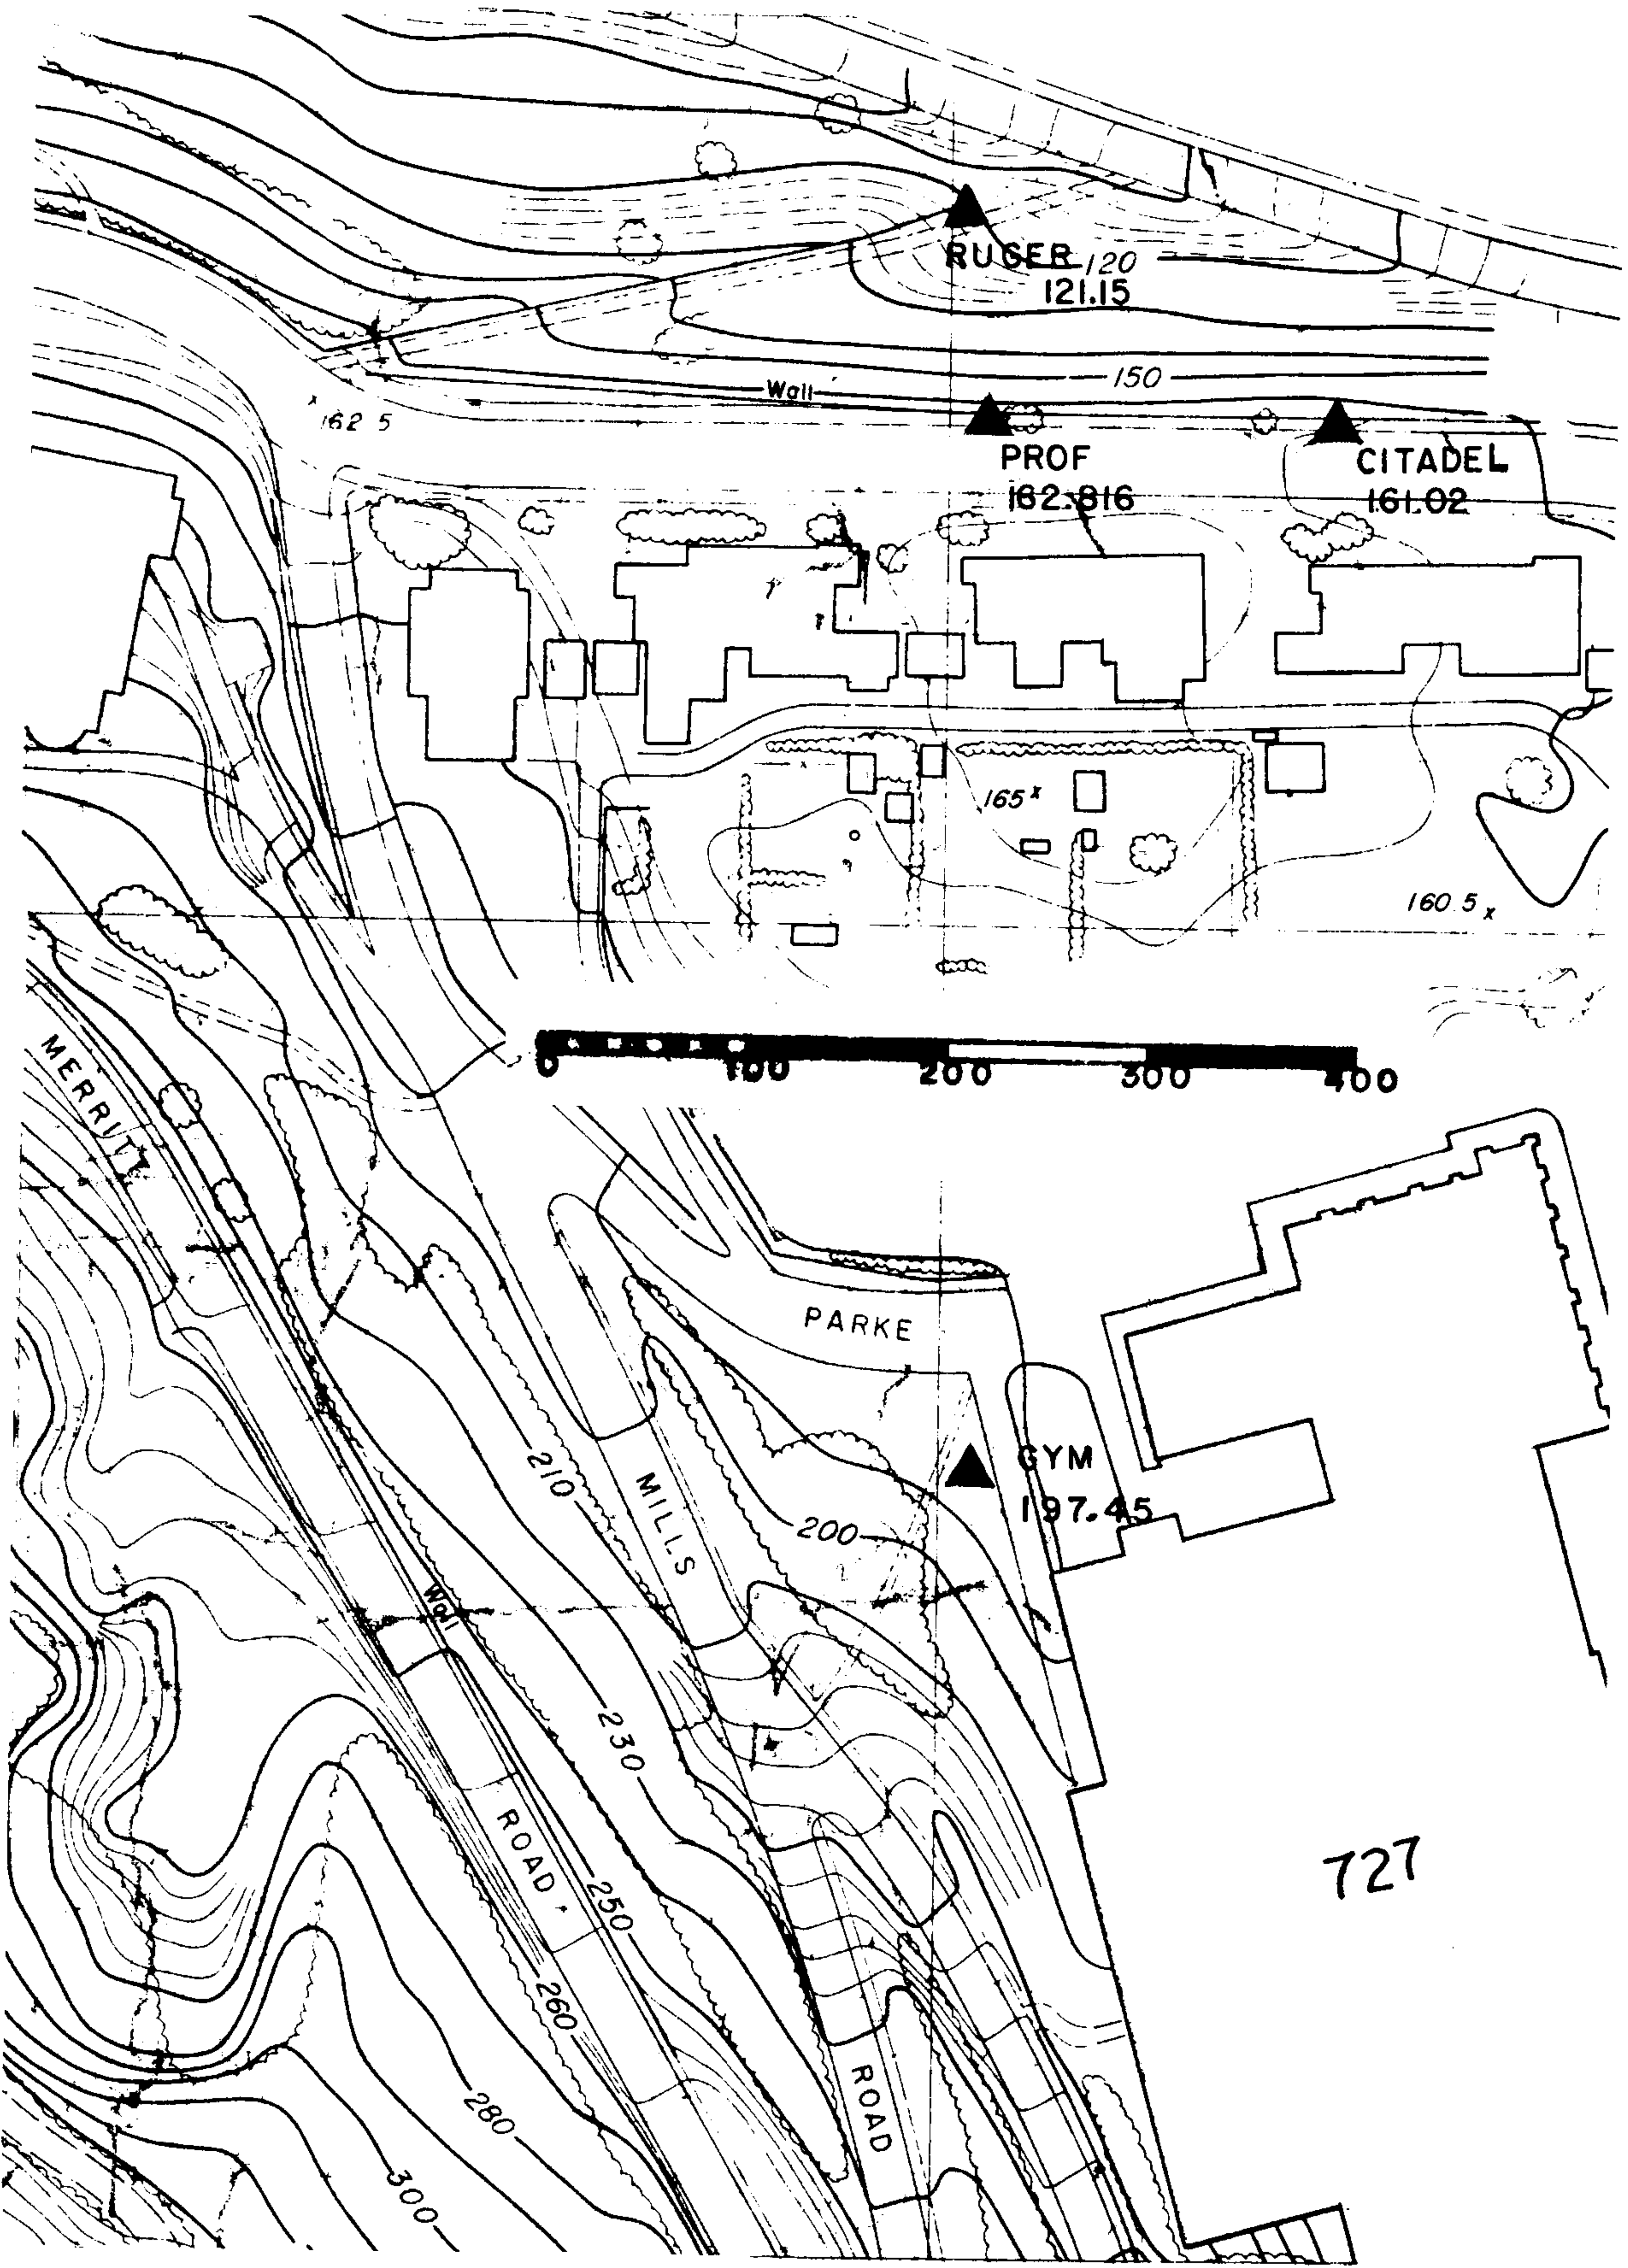 RUGER 120
121.15
150
Wall
162 5
PROF
162.816
CITADEL
161.02
165 x
160.5 x
MERRITT
0 100 200 300 400
PARKE
GYM
197.45
210
MILLS
200
Wall
230
ROAD
250
727
260
ROAD
280
300